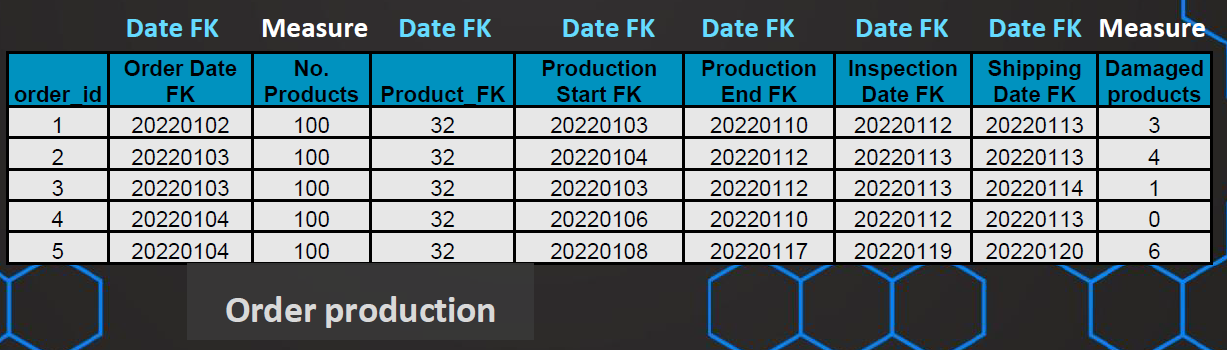 Date FK Measure Date FK Date FK Date FK Date FK Date FK Measure
order_id Order Date FK No. Products Product_FK Production Start FK Production End FK Inspection Date FK Shipping Date FK Damaged products
1 20220102 100 32 20220103 20220110 20220112 20220113 3
2 20220103 100 32 20220104 20220112 20220113 20220113 4
3 20220103 100 32 20220103 20220112 20220113 20220114 1
4 20220104 100 32 20220106 20220110 20220112 20220113 0
5 20220104 100 32 20220108 20220117 20220119 20220120 6
Order production